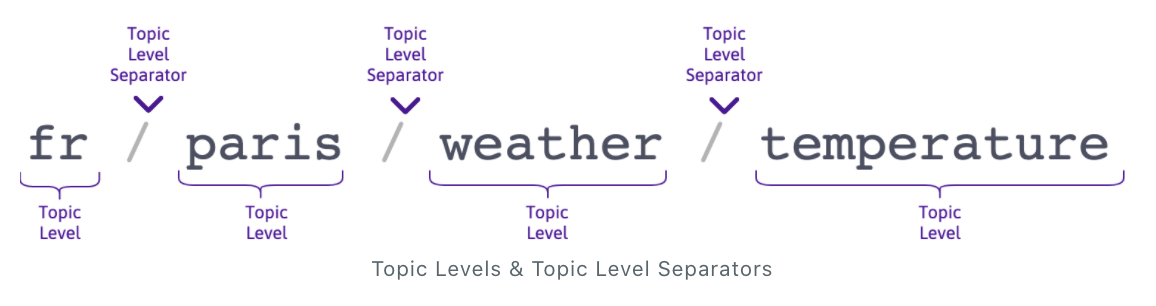 Topic Level Separator
Topic Level Separator
Topic Level Separator
fr / paris / weather / temperature
Topic Level
Topic Level
Topic Level
Topic Level
Topic Levels & Topic Level Separators